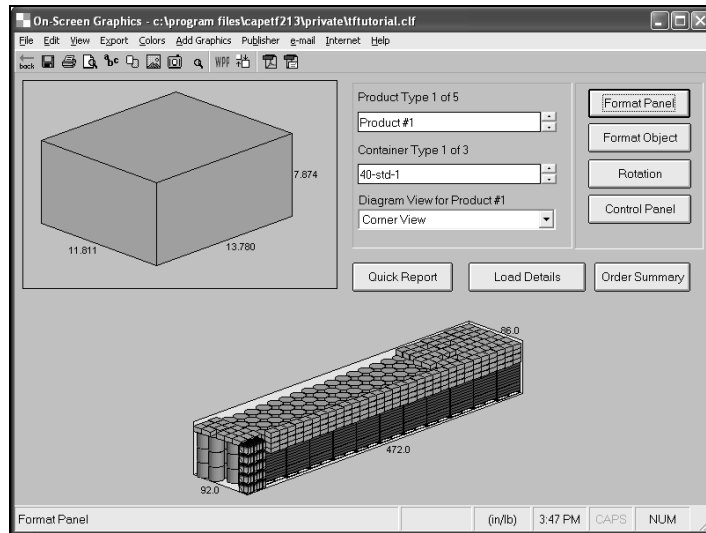 On-Screen Graphics - c:\program files\capetf213\private\tftutorial.clf
File Edit View Export Colors Add Graphics Publisher e-mail Internet Help
back abc WPF
Product Type 1 of 5
Product #1
Container Type 1 of 3
40-std-1
Diagram View for Product #1
Corner View
Format Panel
Format Object
Rotation
Control Panel
7.874
11.811
13.780
Quick Report
Load Details
Order Summary
86.0
472.0
92.0
Format Panel
(in/lb)
3:47 PM
CAPS
NUM